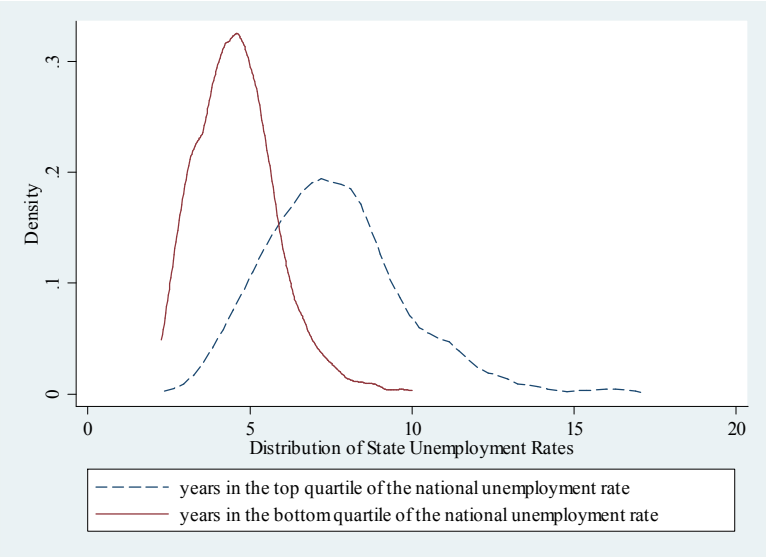 .3
.2
.1
0
Density
0 5 10 15 20
Distribution of State Unemployment Rates
years in the top quartile of the national unemployment rate
years in the bottom quartile of the national unemployment rate